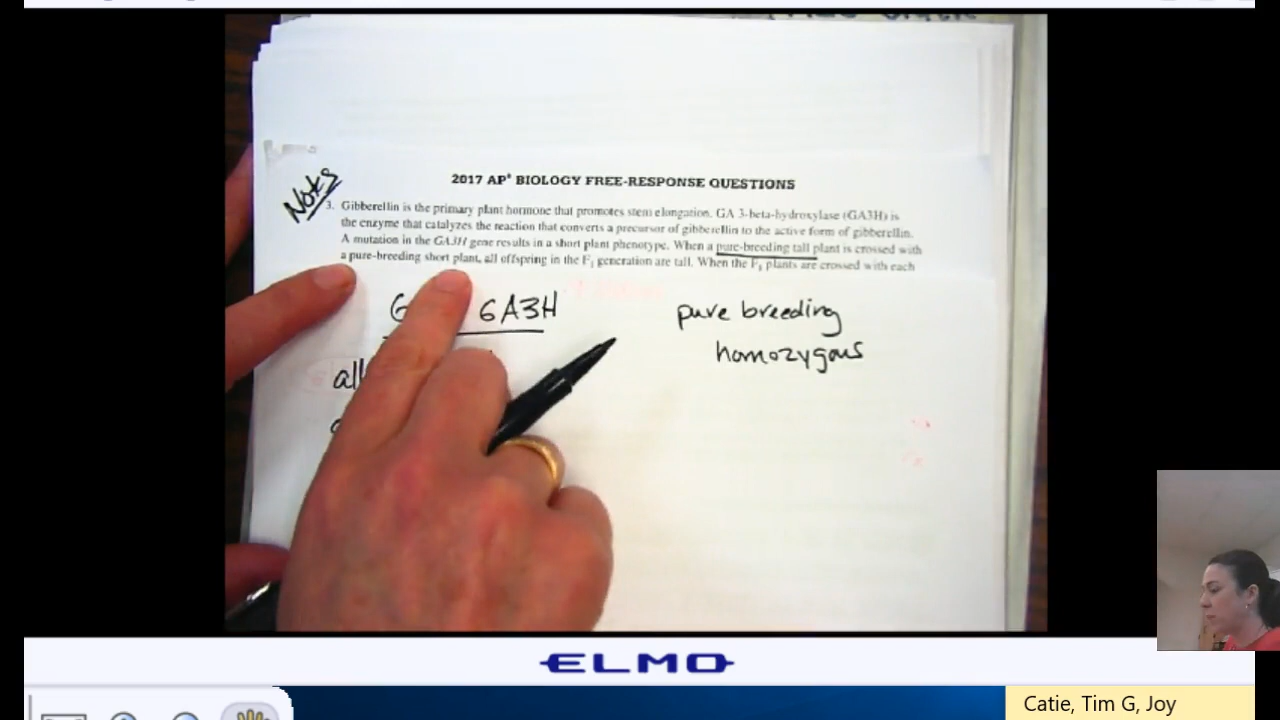 Notes
2017 AP® BIOLOGY FREE-RESPONSE QUESTIONS
3. Gibberellin is the primary plant hormone that promotes stem elongation. GA 3-beta-hydroxylase (GA3H) is
the enzyme that catalyzes the reaction that converts a precursor of gibberellin to the active form of gibberellin.
A mutation in the GA3H gene results in a short plant phenotype. When a pure-breeding tall plant is crossed with
a pure-breeding short plant, all offspring in the F1 generation are tall. When the F1 plants are crossed with each
G 6A3H
pure breeding
homozygous
all
ELMO
Catie, Tim G, Joy